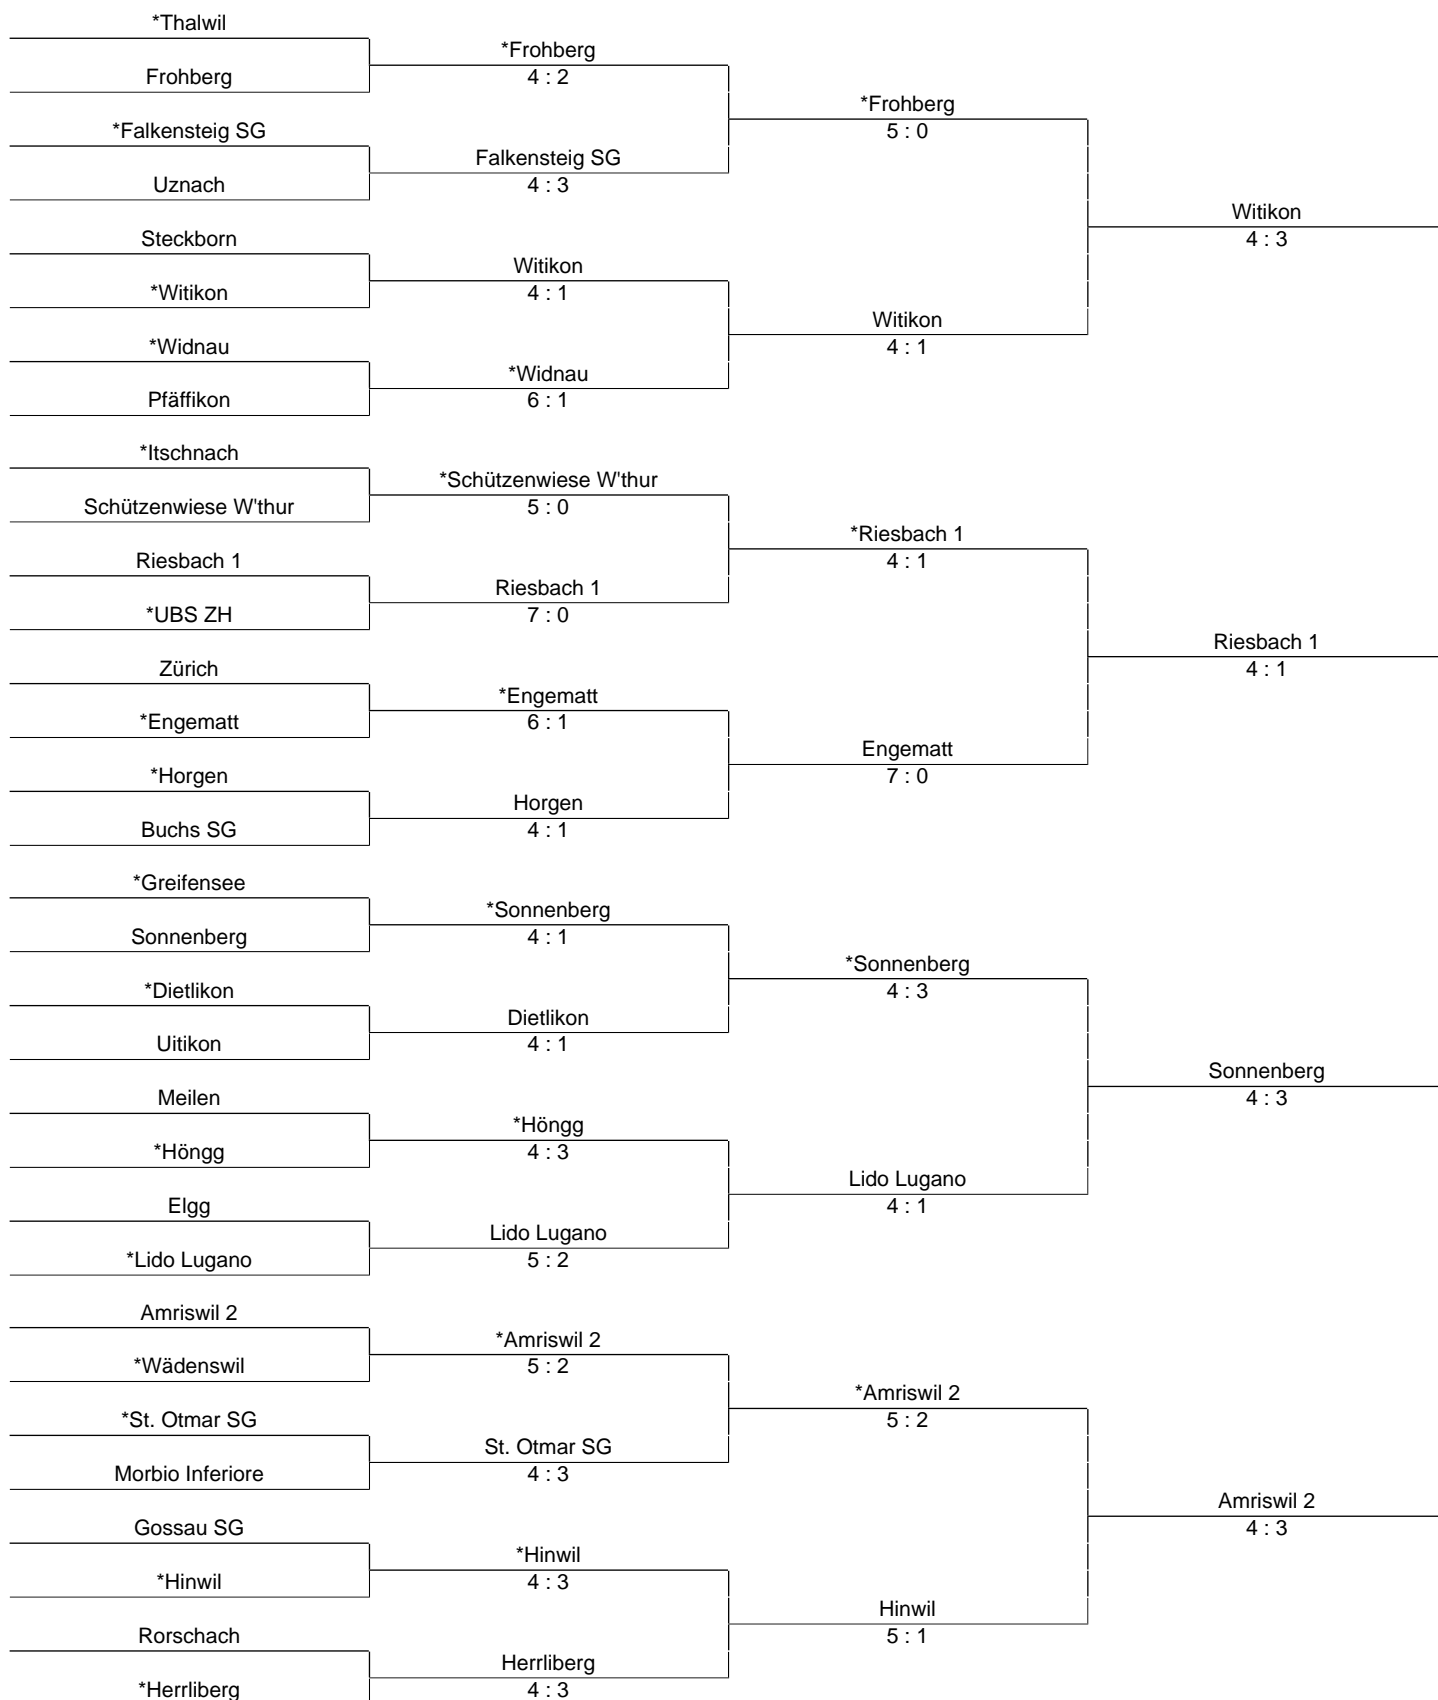 *Thalwil
Frohberg
*Falkensteig SG
Uznach
Steckborn
*Witikon
*Widnau
Pfäffikon
*Itschnach
Schützenwiese W'thur
Riesbach 1
*UBS ZH
Zürich
*Engematt
*Horgen
Buchs SG
*Greifensee
Sonnenberg
*Dietlikon
Uitikon
Meilen
*Höngg
Elgg
*Lido Lugano
Amriswil 2
*Wädenswil
*St. Otmar SG
Morbio Inferiore
Gossau SG
*Hinwil
Rorschach
*Herrliberg
*Frohberg
4 : 2
Falkensteig SG
4 : 3
Witikon
4 : 1
*Widnau
6 : 1
*Schützenwiese W'thur
5 : 0
Riesbach 1
7 : 0
*Engematt
6 : 1
Horgen
4 : 1
*Sonnenberg
4 : 1
Dietlikon
4 : 1
*Höngg
4 : 3
Lido Lugano
5 : 2
*Amriswil 2
5 : 2
St. Otmar SG
4 : 3
*Hinwil
4 : 3
Herrliberg
4 : 3
*Frohberg
5 : 0
Witikon
4 : 1
*Riesbach 1
4 : 1
Engematt
7 : 0
*Sonnenberg
4 : 3
Lido Lugano
4 : 1
*Amriswil 2
5 : 2
Hinwil
5 : 1
Witikon
4 : 3
Riesbach 1
4 : 1
Sonnenberg
4 : 3
Amriswil 2
4 : 3